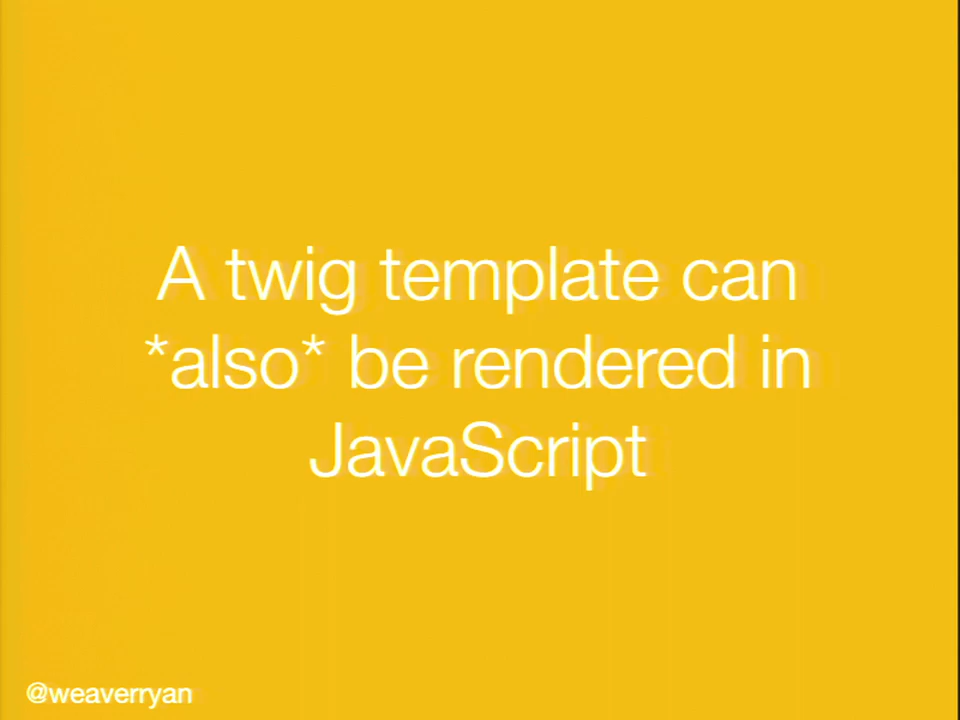 A twig template can
*also* be rendered in
JavaScript
@weaverryan